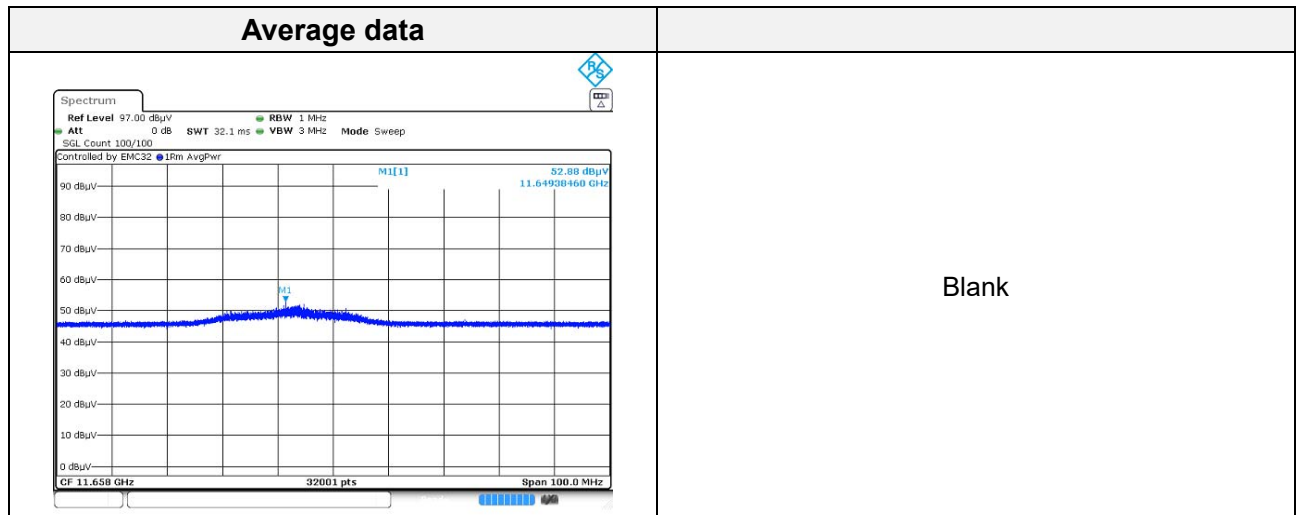 Average data
R&S
Spectrum
Ref Level 97.00 dBµV RBW 1 MHz
Att 0 dB SWT 32.1 ms VBW 3 MHz Mode Sweep
SGL Count 100/100
Controlled by EMC32 1Rm AvgPwr
M1[1] 52.88 dBµV
11.64938460 GHz
90 dBµV
80 dBµV
70 dBµV
60 dBµV
M1
50 dBµV
40 dBµV
30 dBµV
20 dBµV
10 dBµV
0 dBµV
CF 11.658 GHz 32001 pts Span 100.0 MHz
Blank